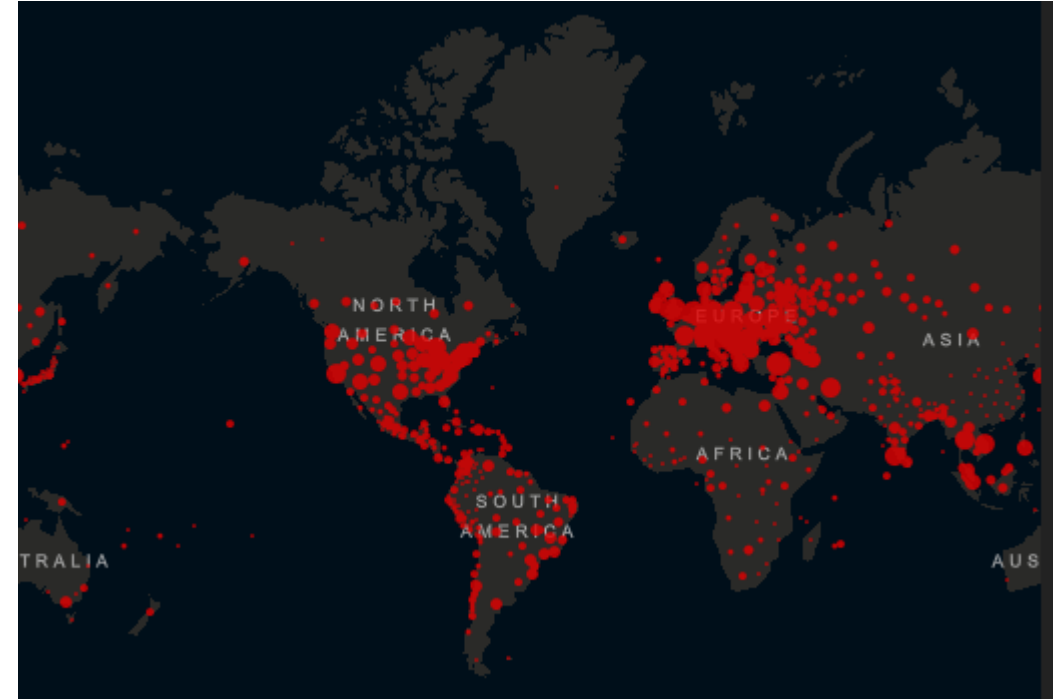 NORTH
AMERICA
EUROPE
ASIA
AFRICA
SOUTH
AMERICA
TRALIA
AUS